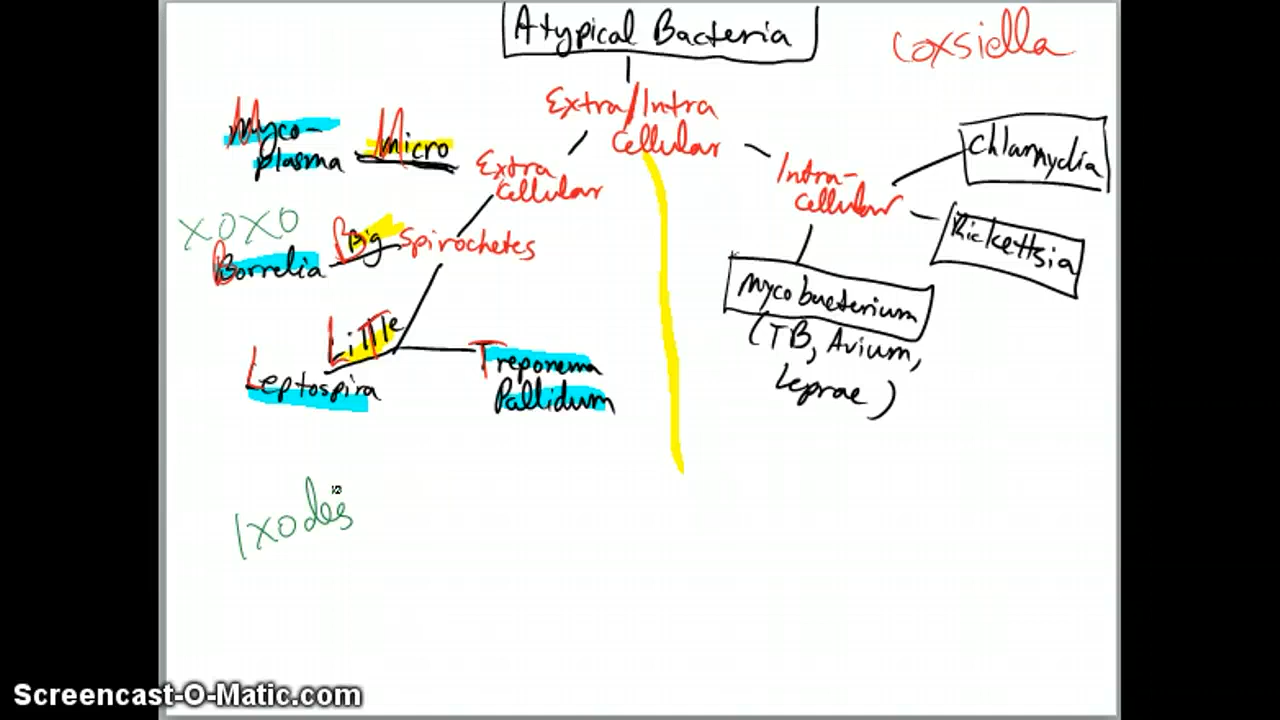 Atypical Bacteria
Coxsiella
Extra/Intra
Cellular
Myco-
plasma
Micro
Extra
Cellular
Intra-
Cellular
Chlamydia
Rickettsia
XOXO
Borrelia
Big
Spirochetes
Mycobacterium
(TB, Avium,
Leprae)
LiTTle
Leptospira
Treponema
Pallidum
Ixodes
Screencast-O-Matic.com